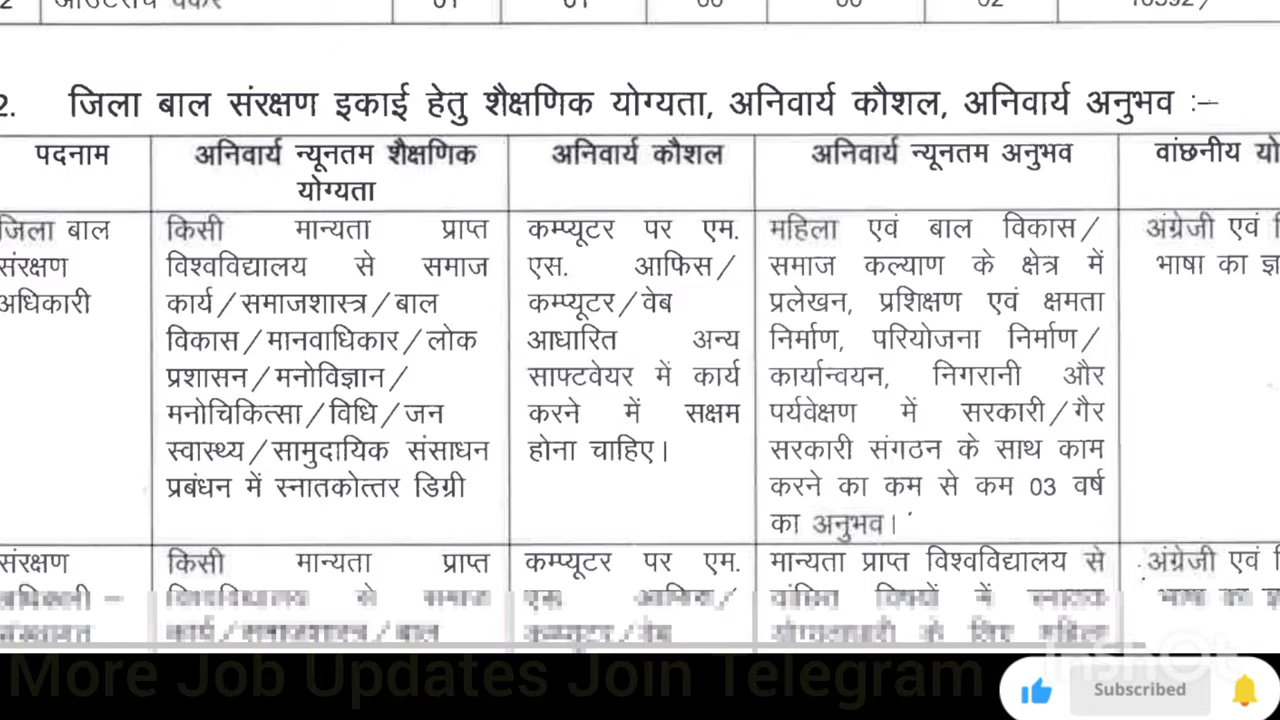 2. जिला बाल संरक्षण इकाई हेतु शैक्षणिक योग्यता, अनिवार्य कौशल, अनिवार्य अनुभव :–
पदनाम
अनिवार्य न्यूनतम शैक्षणिक
योग्यता
अनिवार्य कौशल
अनिवार्य न्यूनतम अनुभव
वांछनीय
जिला बाल
संरक्षण
अधिकारी
किसी मान्यता प्राप्त
विश्वविद्यालय से समाज
कार्य/समाजशास्त्र/बाल
विकास/मानवाधिकार/लोक
प्रशासन/मनोविज्ञान/
मनोचिकित्सा/विधि/जन
स्वास्थ्य/सामुदायिक संसाधन
प्रबंधन में स्नातकोत्तर डिग्री
कम्प्यूटर पर एम.
एस. आफिस/
कम्प्यूटर/वेब
आधारित अन्य
साफ्टवेयर में कार्य
करने में सक्षम
होना चाहिए।
महिला एवं बाल विकास/
समाज कल्याण के क्षेत्र में
प्रलेखन, प्रशिक्षण एवं क्षमता
निर्माण, परियोजना निर्माण/
कार्यान्वयन, निगरानी और
पर्यवेक्षण में सरकारी/गैर
सरकारी संगठन के साथ काम
करने का कम से कम 03 वर्ष
का अनुभव।
अंग्रेजी एवं
भाषा का
संरक्षण
किसी मान्यता प्राप्त
कम्प्यूटर पर एम.
मान्यता प्राप्त विश्वविद्यालय से
अंग्रेजी एवं
More Job Updates Join Telegram
Subscribed